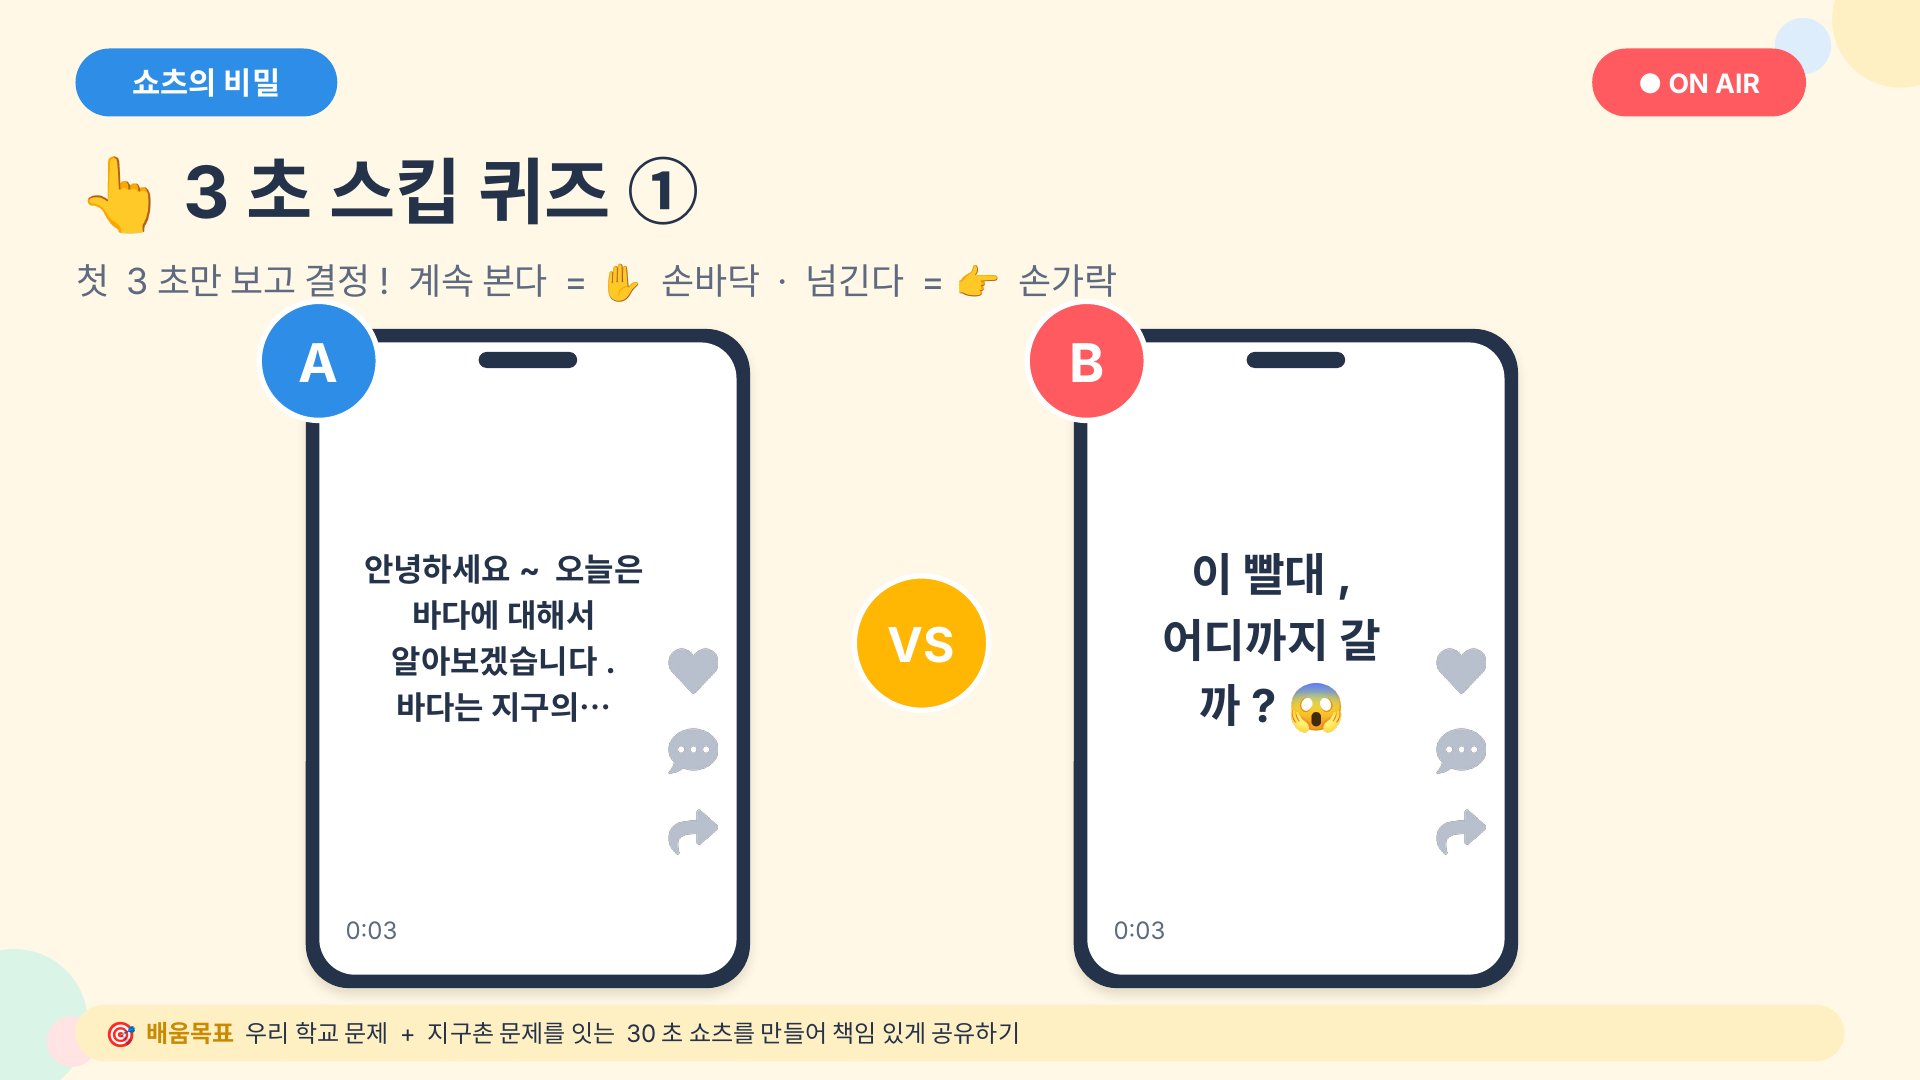 쇼츠의 비밀
● ON AIR
👆 3 초 스킵 퀴즈 ①
첫 3 초만 보고 결정 ! 계속 본다 = ✋ 손바닥 · 넘긴다 = 👉 손가락
A
안녕하세요 ~ 오늘은
바다에 대해서
알아보겠습니다 .
바다는 지구의…
0:03
VS
B
이 빨대 ,
어디까지 갈
까 ? 😱
0:03
🎯 배움목표 우리 학교 문제 + 지구촌 문제를 잇는 30 초 쇼츠를 만들어 책임 있게 공유하기